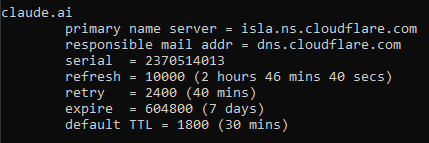 claude.ai
        primary name server = isla.ns.cloudflare.com
        responsible mail addr = dns.cloudflare.com
        serial  = 2370514013
        refresh = 10000 (2 hours 46 mins 40 secs)
        retry   = 2400 (40 mins)
        expire  = 604800 (7 days)
        default TTL = 1800 (30 mins)